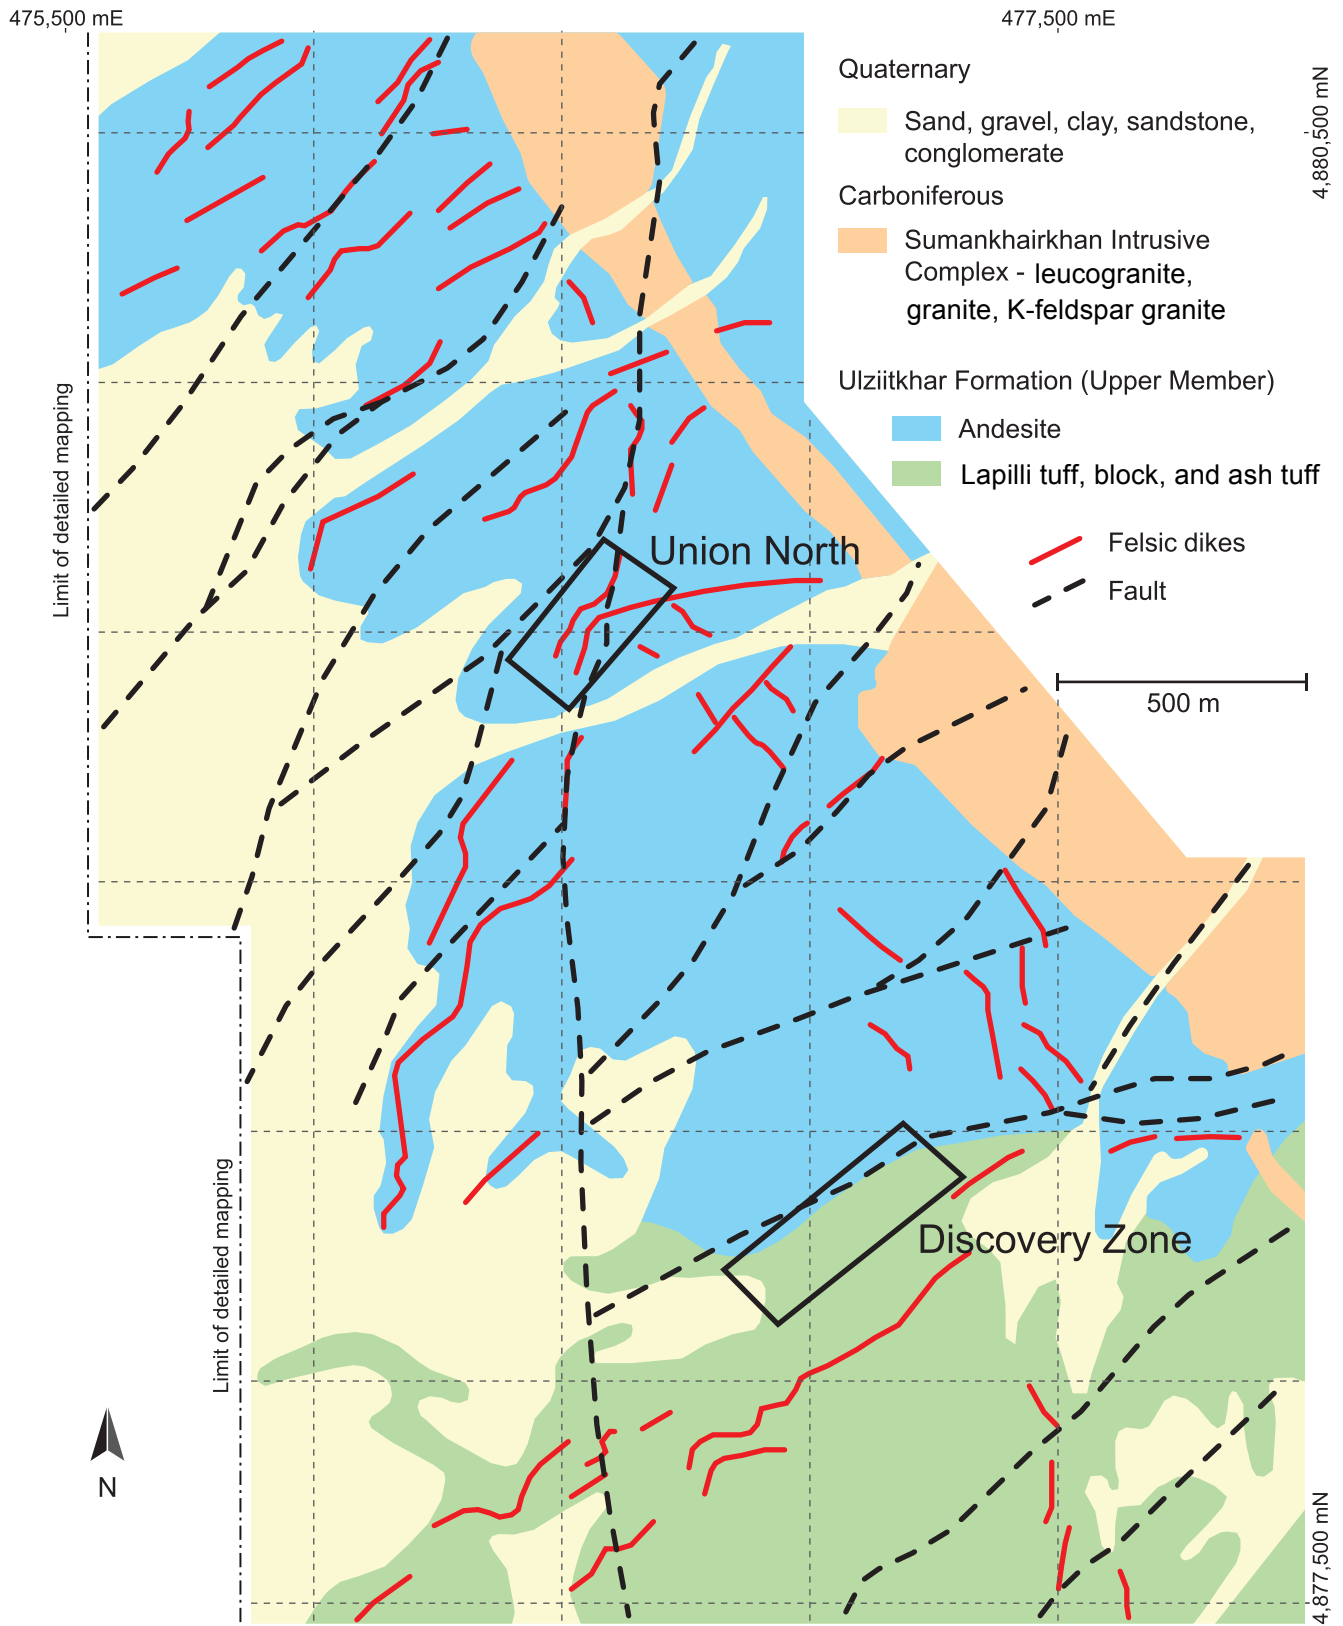 475,500 mE
477,500 mE
4,880,500 mN
Quaternary
Sand, gravel, clay, sandstone,
conglomerate
Carboniferous
Sumankhairkhan Intrusive
Complex - leucogranite,
granite, K-feldspar granite
Ulziitkhar Formation (Upper Member)
Andesite
Lapilli tuff, block, and ash tuff
Felsic dikes
Fault
500 m
Limit of detailed mapping
Union North
Limit of detailed mapping
Discovery Zone
N
4,877,500 mN